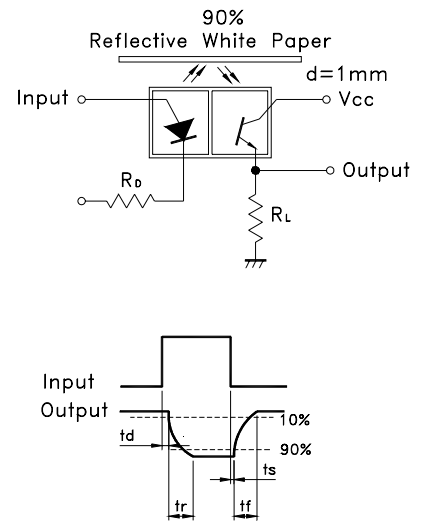 90%
Reflective White Paper
d=1mm
Input
Vcc
Output
RD
RL
Input
Output
10%
td
90%
ts
tr
tf